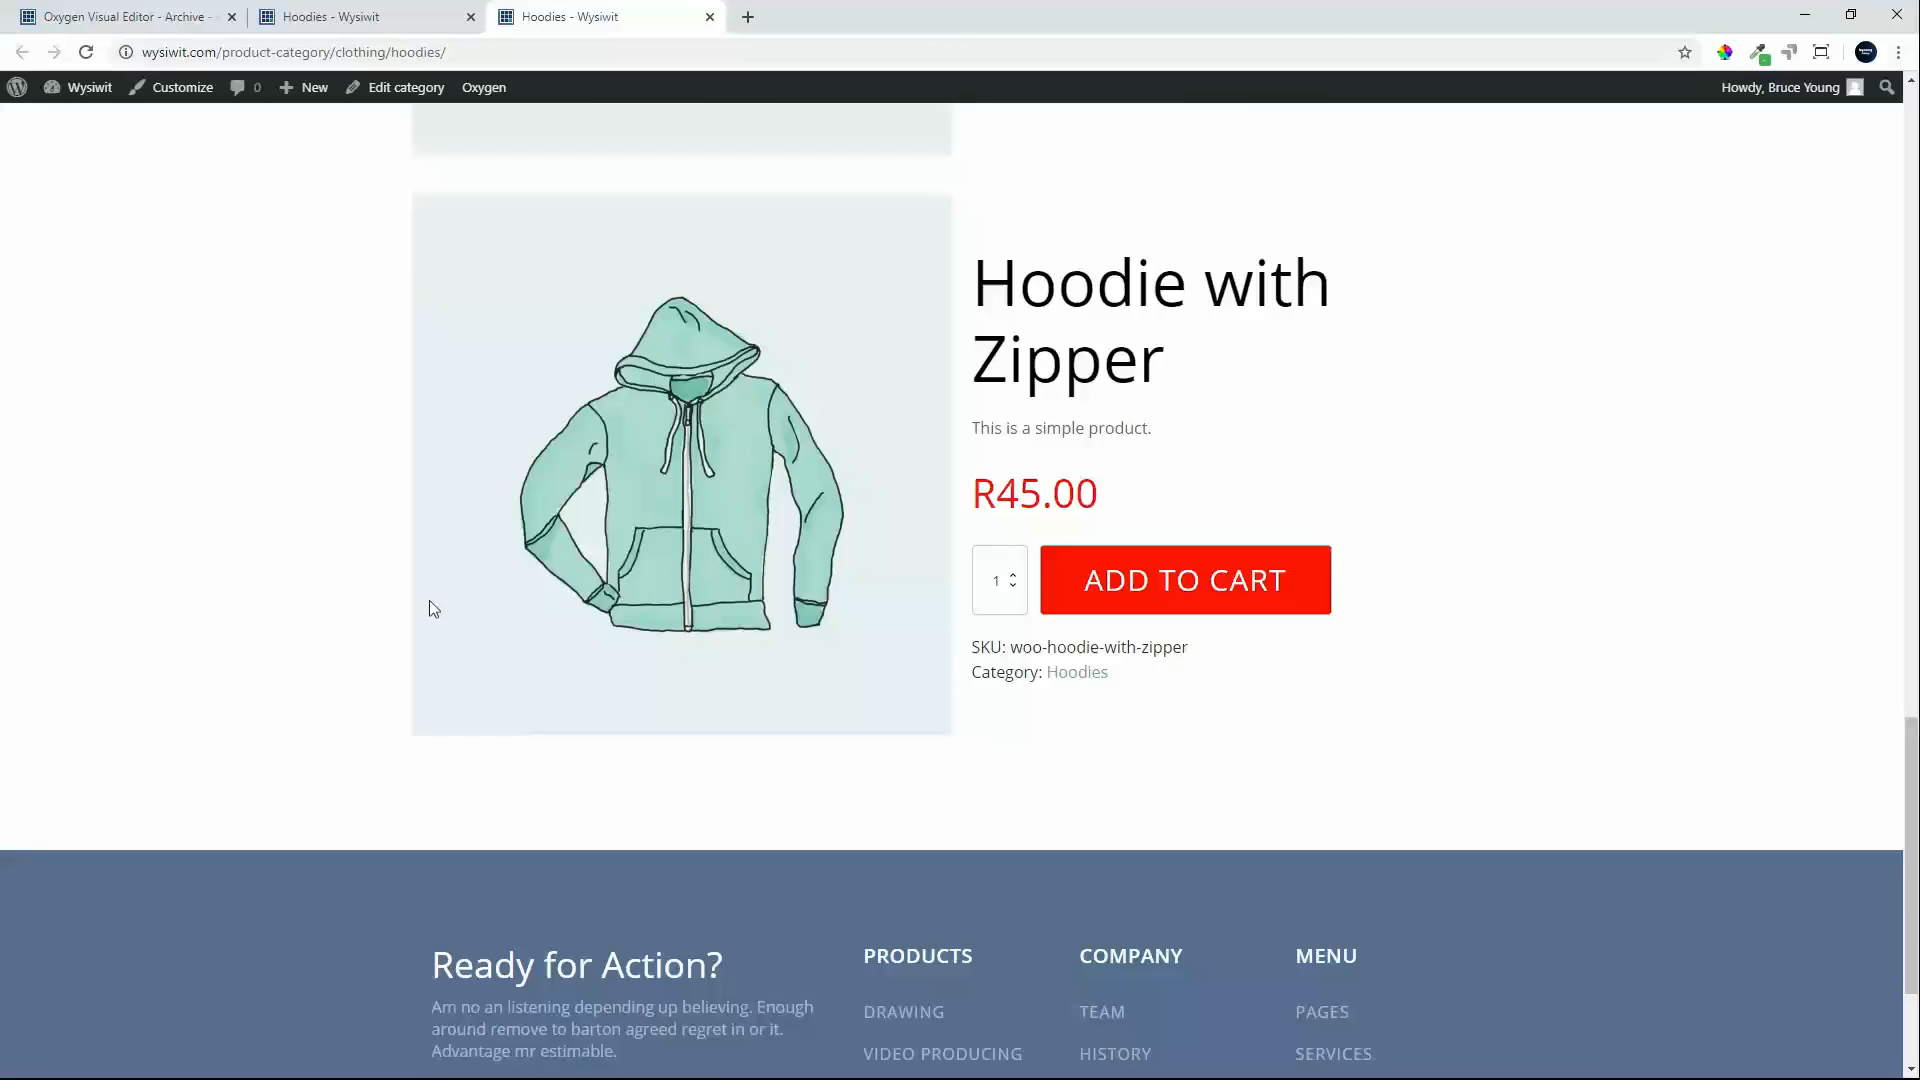 Oxygen Visual Editor - Archive -
Hoodies - Wysiwit
Hoodies - Wysiwit
wysiwit.com/product-category/clothing/hoodies/
Wysiwit Customize 0 New Edit category Oxygen
Howdy, Bruce Young
Hoodie with
Zipper
This is a simple product.
R45.00
1
ADD TO CART
SKU: woo-hoodie-with-zipper
Category: Hoodies
Ready for Action?
Am no an listening depending up believing. Enough
around remove to barton agreed regret in or it.
Advantage mr estimable.
PRODUCTS
DRAWING
VIDEO PRODUCING
COMPANY
TEAM
HISTORY
MENU
PAGES
SERVICES